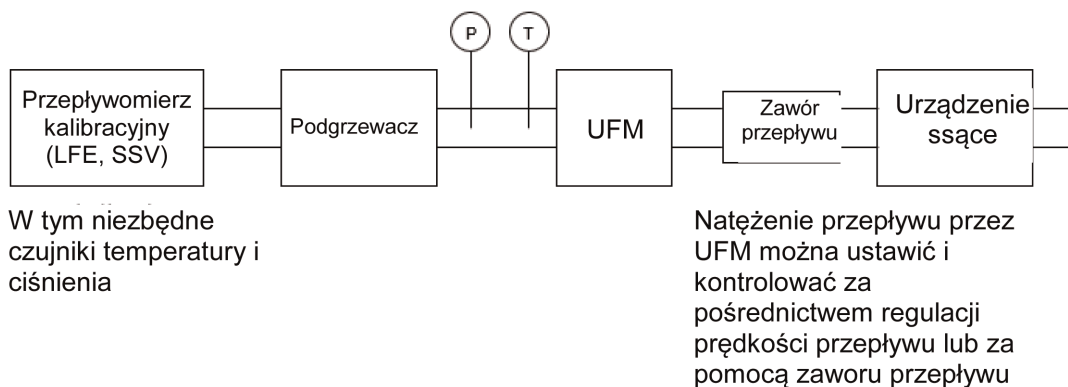 P
T
Przepływomierz
kalibracyjny
(LFE, SSV)
Podgrzewacz
UFM
Zawór
przepływu
Urządzenie
ssące
W tym niezbędne
czujniki temperatury i
ciśnienia
Natężenie przepływu przez
UFM można ustawić i
kontrolować za
pośrednictwem regulacji
prędkości przepływu lub za
pomocą zaworu przepływu